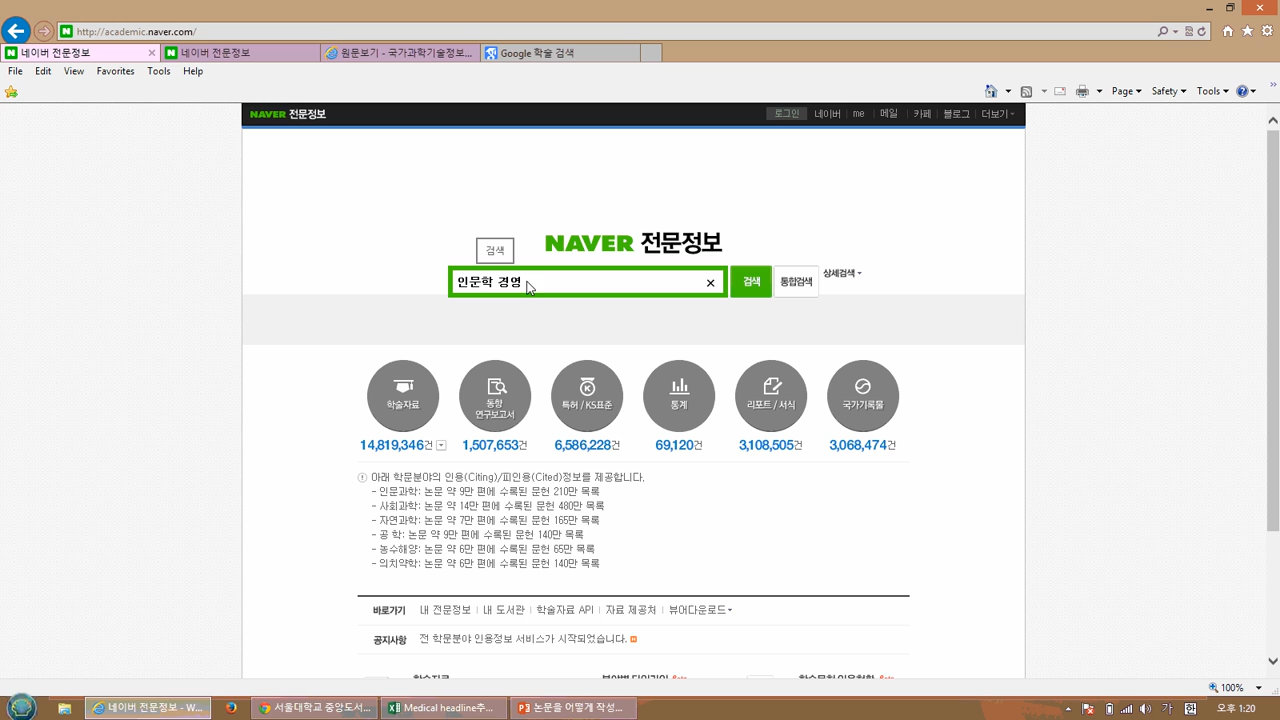 http://academic.naver.com/
네이버 전문정보
네이버 전문정보
원문보기 - 국가과학기술정보...
Google 학술 검색
File Edit View Favorites Tools Help
Page Safety Tools
NAVER 전문정보
로그인 네이버 me 메일 카페 블로그 더보기
NAVER 전문정보
검색
인문학 경영
검색 통합검색 상세검색
학술자료
동향
연구보고서
특허 / KS표준
통계
리포트 / 서식
국가기록물
14,819,346건 1,507,653건 6,586,228건 69,120건 3,108,505건 3,068,474건
① 아래 학문분야의 인용(Citing)/피인용(Cited)정보를 제공합니다.
- 인문과학: 논문 약 9만 편에 수록된 문헌 210만 목록
- 사회과학: 논문 약 14만 편에 수록된 문헌 480만 목록
- 자연과학: 논문 약 7만 편에 수록된 문헌 165만 목록
- 공 학: 논문 약 9만 편에 수록된 문헌 140만 목록
- 농수해양: 논문 약 6만 편에 수록된 문헌 65만 목록
- 의치약학: 논문 약 6만 편에 수록된 문헌 140만 목록
바로가기 내 전문정보 내 도서관 학술자료 API 자료 제공처 뷰어다운로드
공지사항 전 학문분야 인용정보 서비스가 시작되었습니다.
100%
네이버 전문정보 - W...
서울대학교 중앙도서...
Medical headline주...
논문을 어떻게 작성...
가
오후 1:20